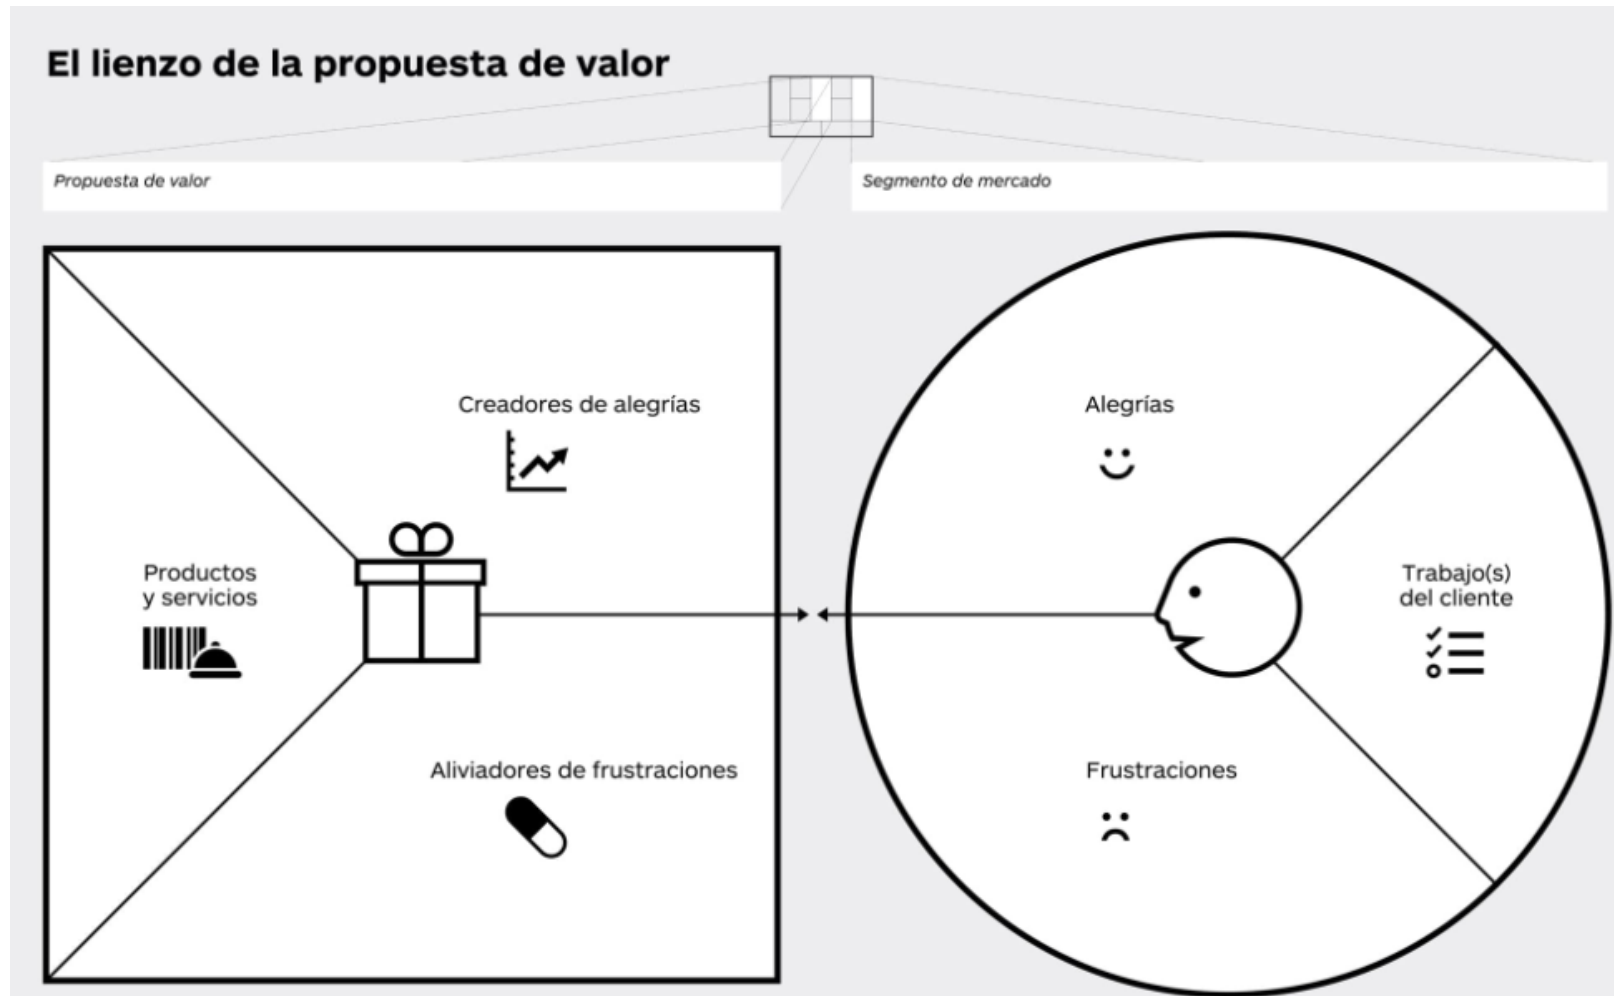 El lienzo de la propuesta de valor
Propuesta de valor
Segmento de mercado
Creadores de alegrías
Productos
y servicios
Aliviadores de frustraciones
Alegrías
Trabajo(s)
del cliente
Frustraciones